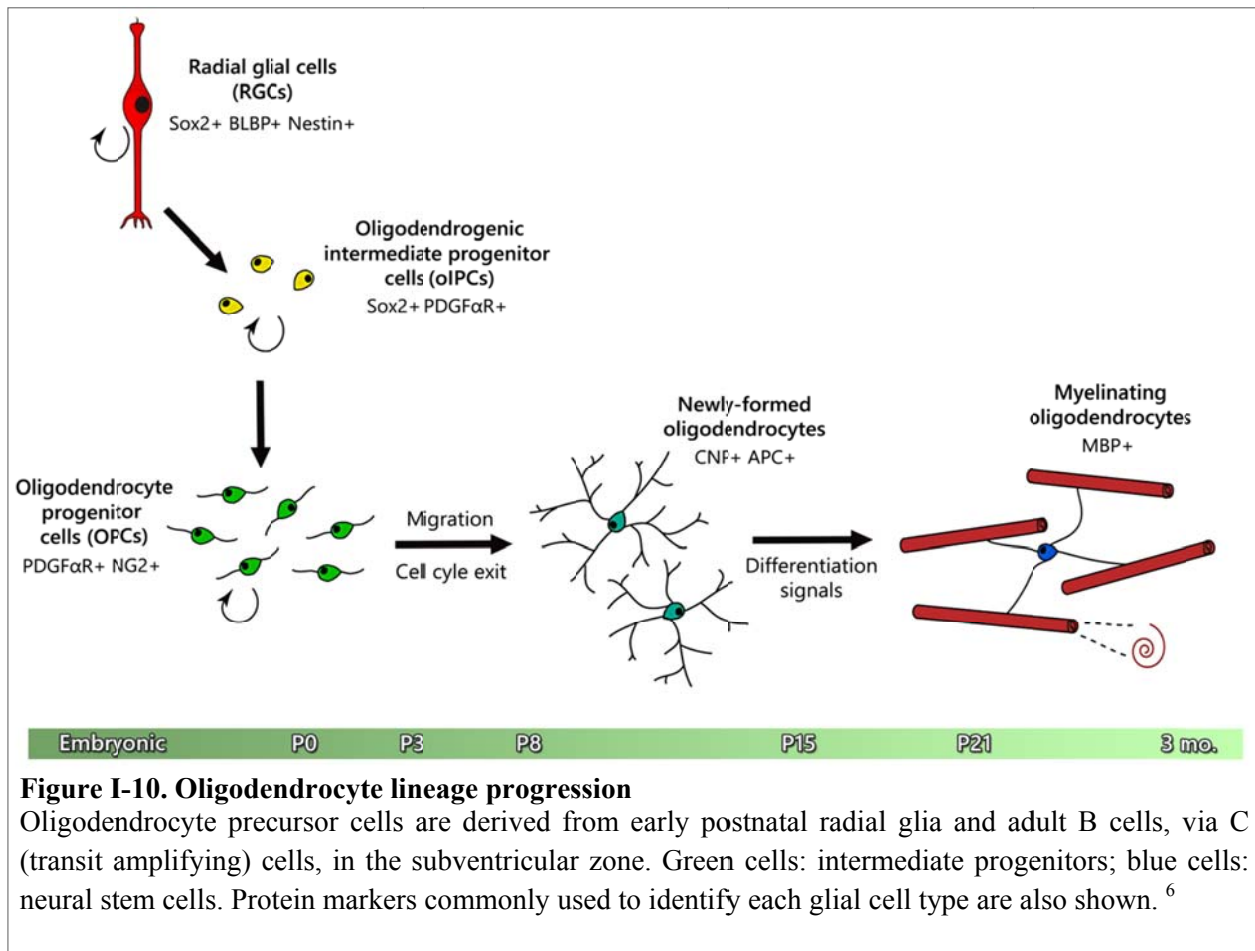 Radial glial cells
(RGCs)
Sox2+ BLBP+ Nestin+
Oligodendrogenic
intermediate progenitor
cells (oIPCs)
Sox2+ PDGFαR+
Oligodendrocyte
progenitor
cells (OPCs)
PDGFαR+ NG2+
Migration
Cell cyle exit
Newly-formed
oligodendrocytes
CNP+ APC+
Differentiation
signals
Myelinating
oligodendrocytes
MBP+
Embryonic P0 P3 P8 P15 P21 3 mo.
Figure I-10. Oligodendrocyte lineage progression
Oligodendrocyte precursor cells are derived from early postnatal radial glia and adult B cells, via C
(transit amplifying) cells, in the subventricular zone. Green cells: intermediate progenitors; blue cells:
neural stem cells. Protein markers commonly used to identify each glial cell type are also shown. 6